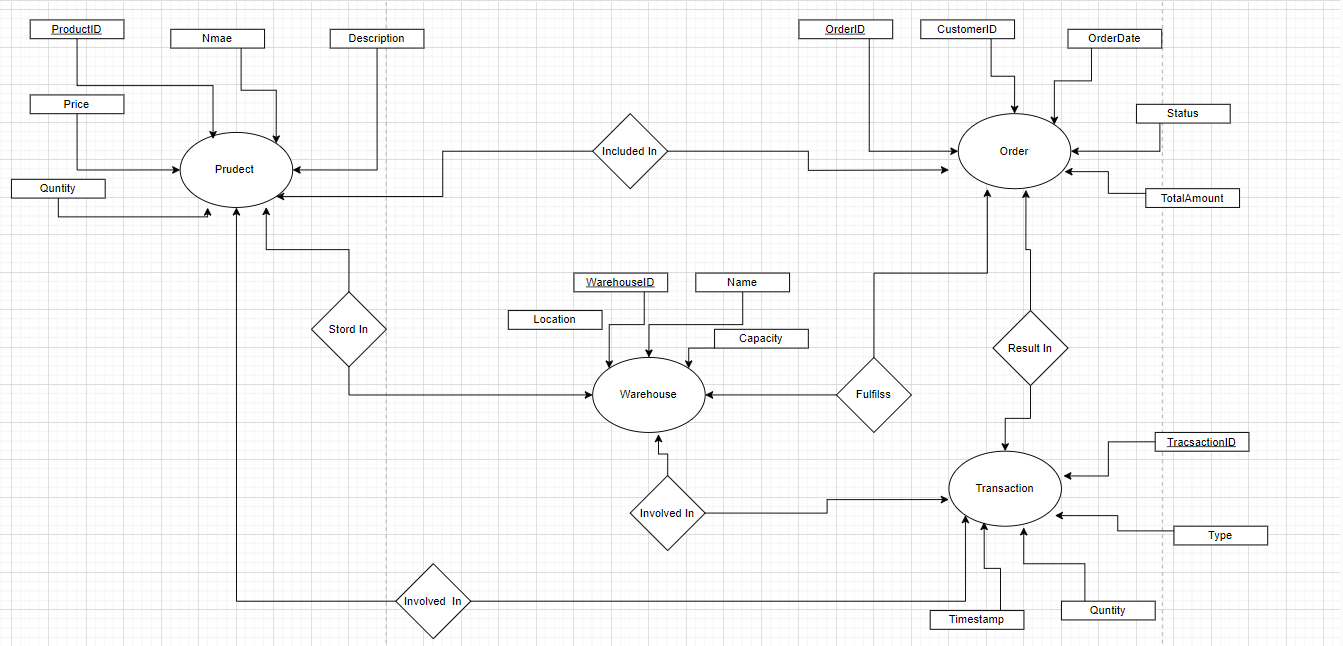 ProductID
Nmae
Description
OrderID
CustomerID
OrderDate
Price
Status
Included In
Order
Prudect
Quntity
TotalAmount
WarehouseID
Name
Location
Stord In
Capacity
Result In
Warehouse
Fulfilss
TracsactionID
Transaction
Involved In
Type
Involved In
Timestamp
Quntity